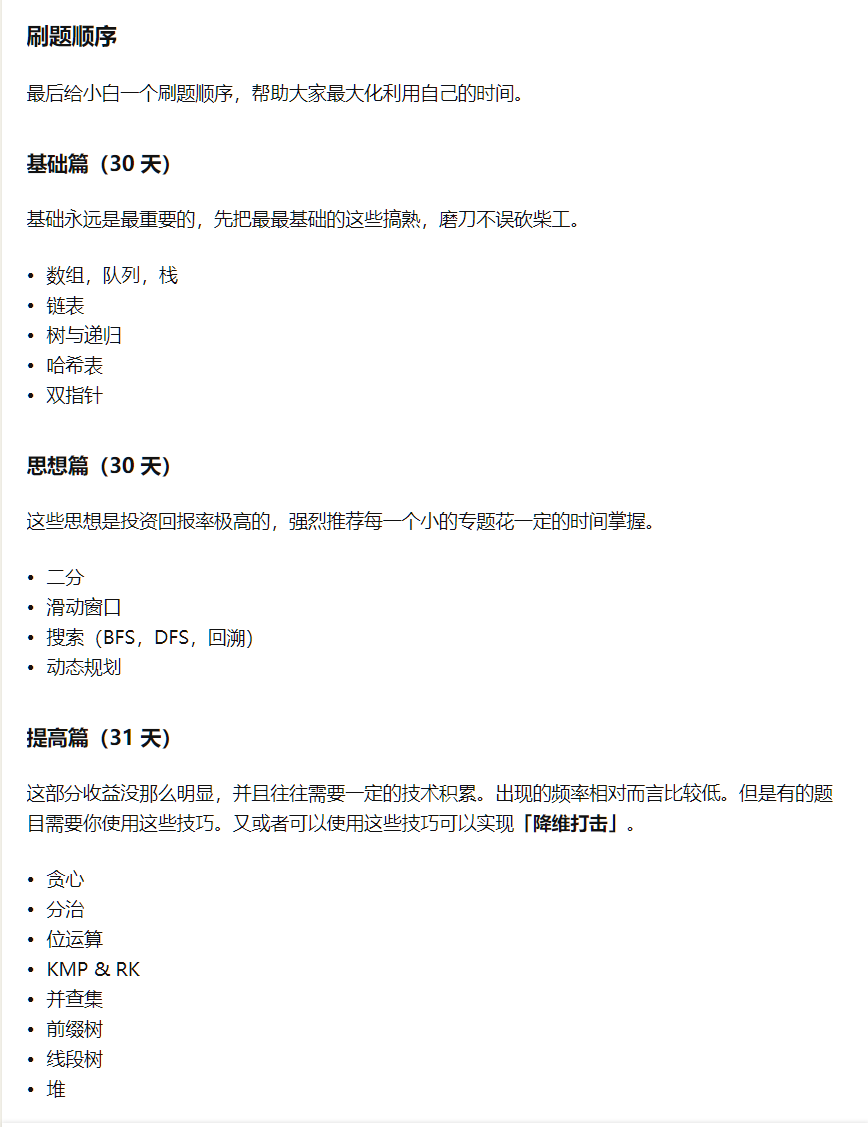 刷题顺序
最后给小白一个刷题顺序，帮助大家最大化利用自己的时间。
基础篇（30 天）
基础永远是最重要的，先把最最基础的这些搞熟，磨刀不误砍柴工。
• 数组，队列，栈
• 链表
• 树与递归
• 哈希表
• 双指针
思想篇（30 天）
这些思想是投资回报率极高的，强烈推荐每一个小的专题花一定的时间掌握。
• 二分
• 滑动窗口
• 搜索（BFS，DFS，回溯）
• 动态规划
提高篇（31 天）
这部分收益没那么明显，并且往往需要一定的技术积累。出现的频率相对而言比较低。但是有的题
目需要你使用这些技巧。又或者可以使用这些技巧可以实现「降维打击」。
• 贪心
• 分治
• 位运算
• KMP & RK
• 并查集
• 前缀树
• 线段树
• 堆